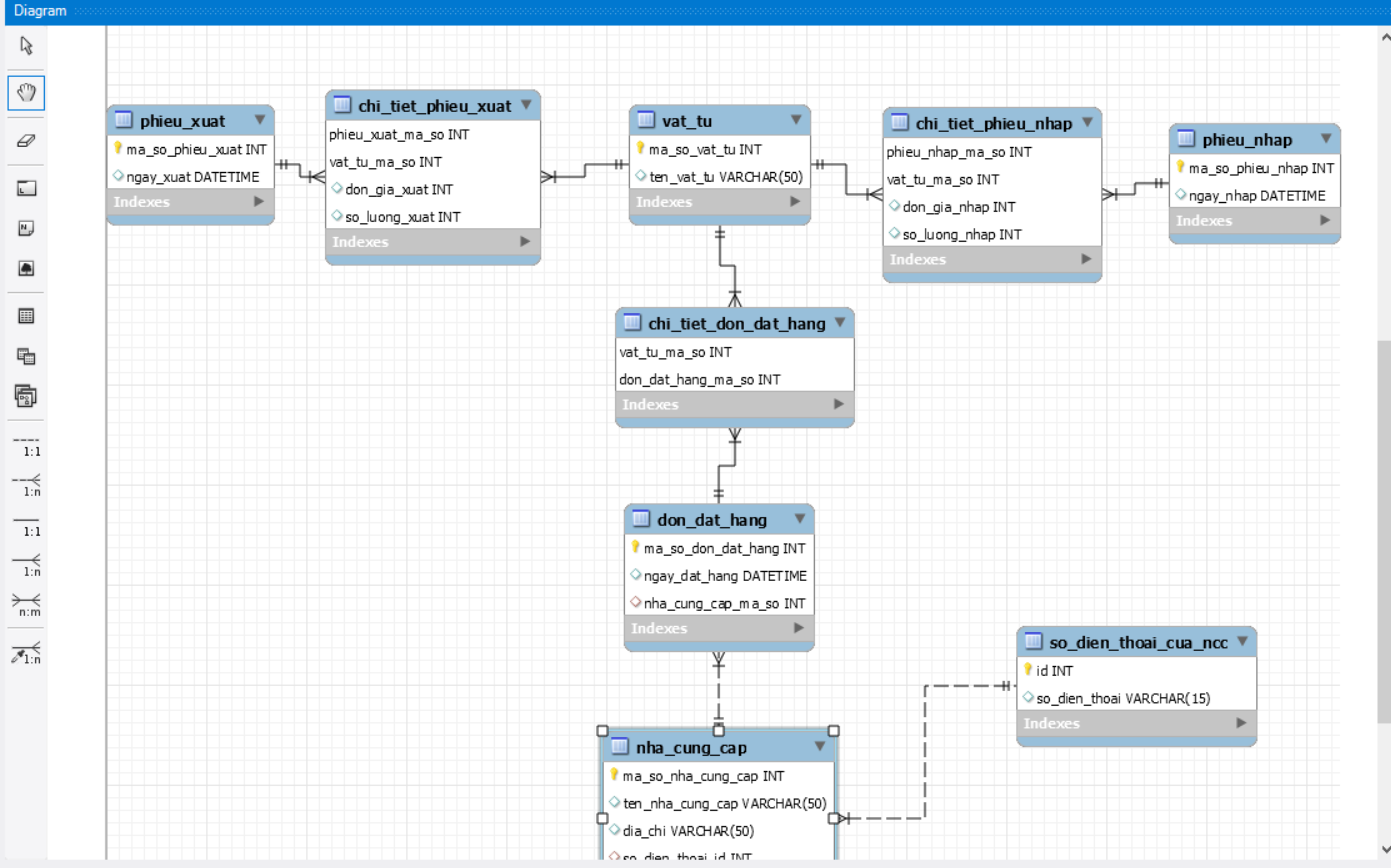 Diagram
phieu_xuat
ma_so_phieu_xuat INT
ngay_xuat DATETIME
Indexes
chi_tiet_phieu_xuat
phieu_xuat_ma_so INT
vat_tu_ma_so INT
don_gia_xuat INT
so_luong_xuat INT
Indexes
vat_tu
ma_so_vat_tu INT
ten_vat_tu VARCHAR(50)
Indexes
chi_tiet_phieu_nhap
phieu_nhap_ma_so INT
vat_tu_ma_so INT
don_gia_nhap INT
so_luong_nhap INT
Indexes
phieu_nhap
ma_so_phieu_nhap INT
ngay_nhap DATETIME
Indexes
chi_tiet_don_dat_hang
vat_tu_ma_so INT
don_dat_hang_ma_so INT
Indexes
don_dat_hang
ma_so_don_dat_hang INT
ngay_dat_hang DATETIME
nha_cung_cap_ma_so INT
Indexes
so_dien_thoai_cua_ncc
id INT
so_dien_thoai VARCHAR(15)
Indexes
nha_cung_cap
ma_so_nha_cung_cap INT
ten_nha_cung_cap VARCHAR(50)
dia_chi VARCHAR(50)
so_dien_thoai_id INT
1:1
1:n
1:1
1:n
n:m
1:n